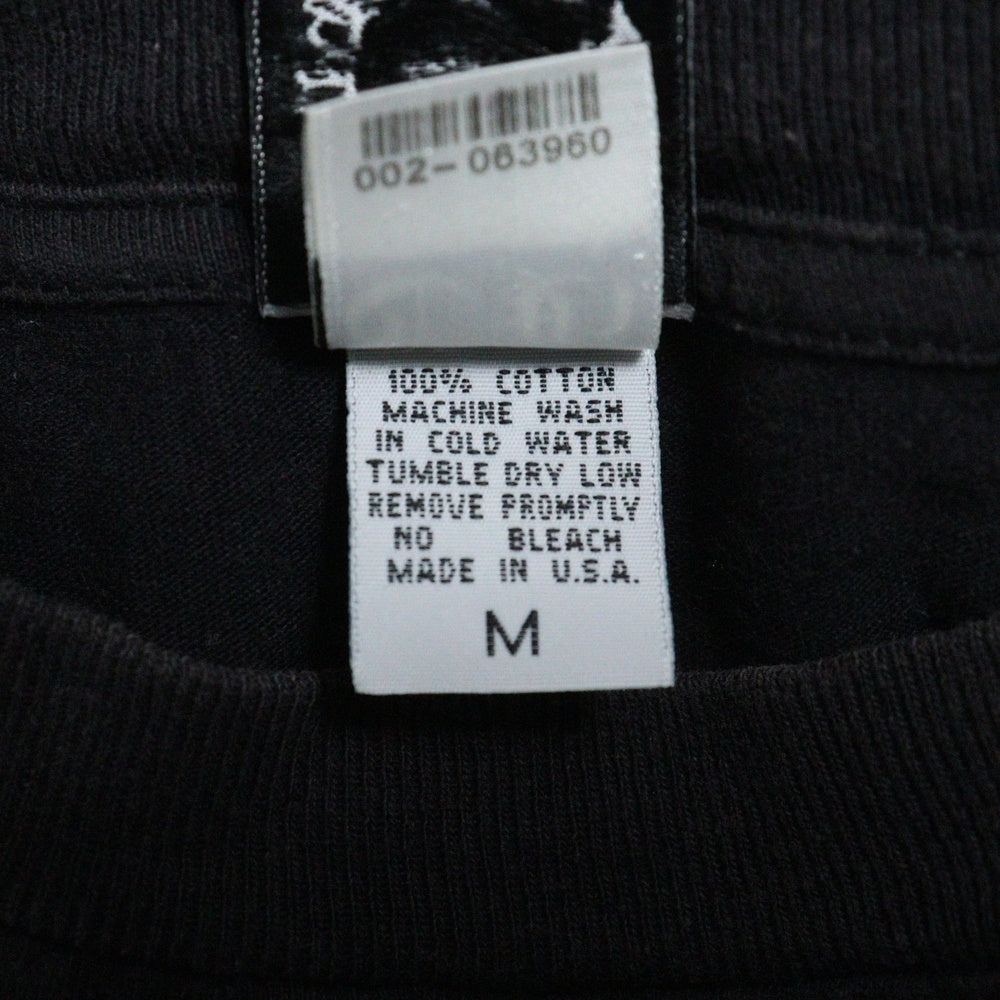 002-063960
100% COTTON
MACHINE WASH
IN COLD WATER
TUMBLE DRY LOW
REMOVE PROMPTLY
NO BLEACH
MADE IN U.S.A.
M